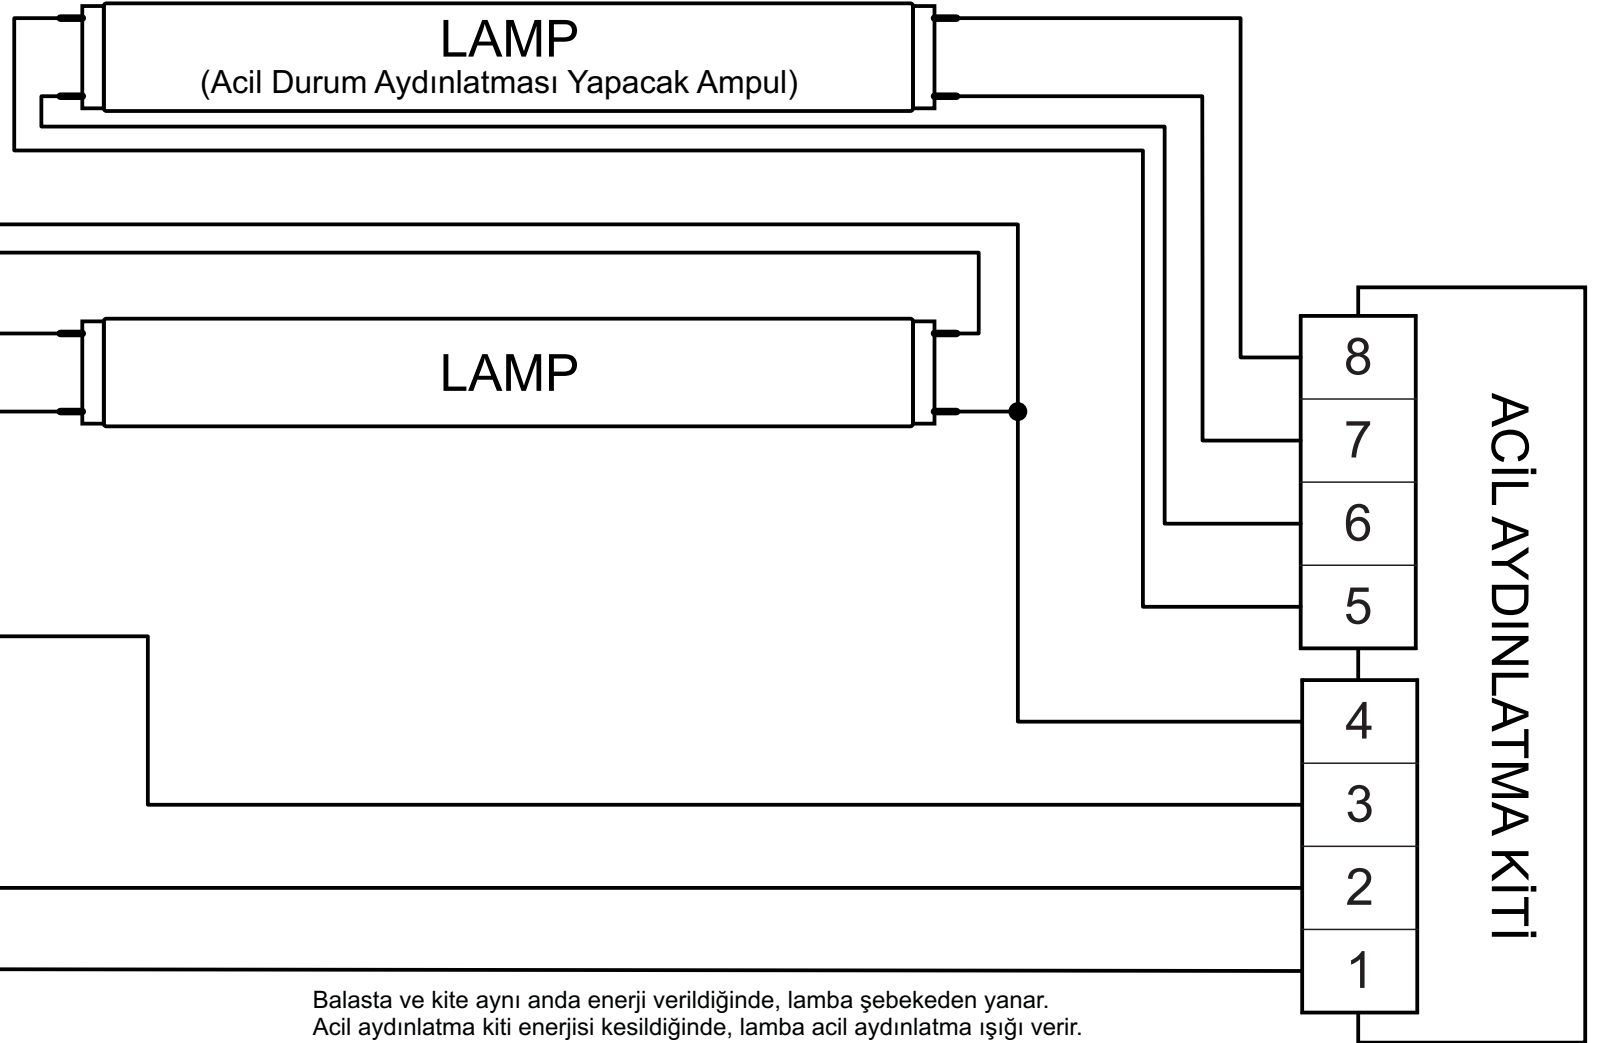 LAMP
(Acil Durum Aydınlatması Yapacak Ampul)
LAMP
8
7
6
5
4
3
2
1
ACİL AYDINLATMA KİTİ
Balasta ve kite aynı anda enerji verildiğinde, lamba şebekeden yanar.
Acil aydınlatma kiti enerjisi kesildiğinde, lamba acil aydınlatma ışığı verir.